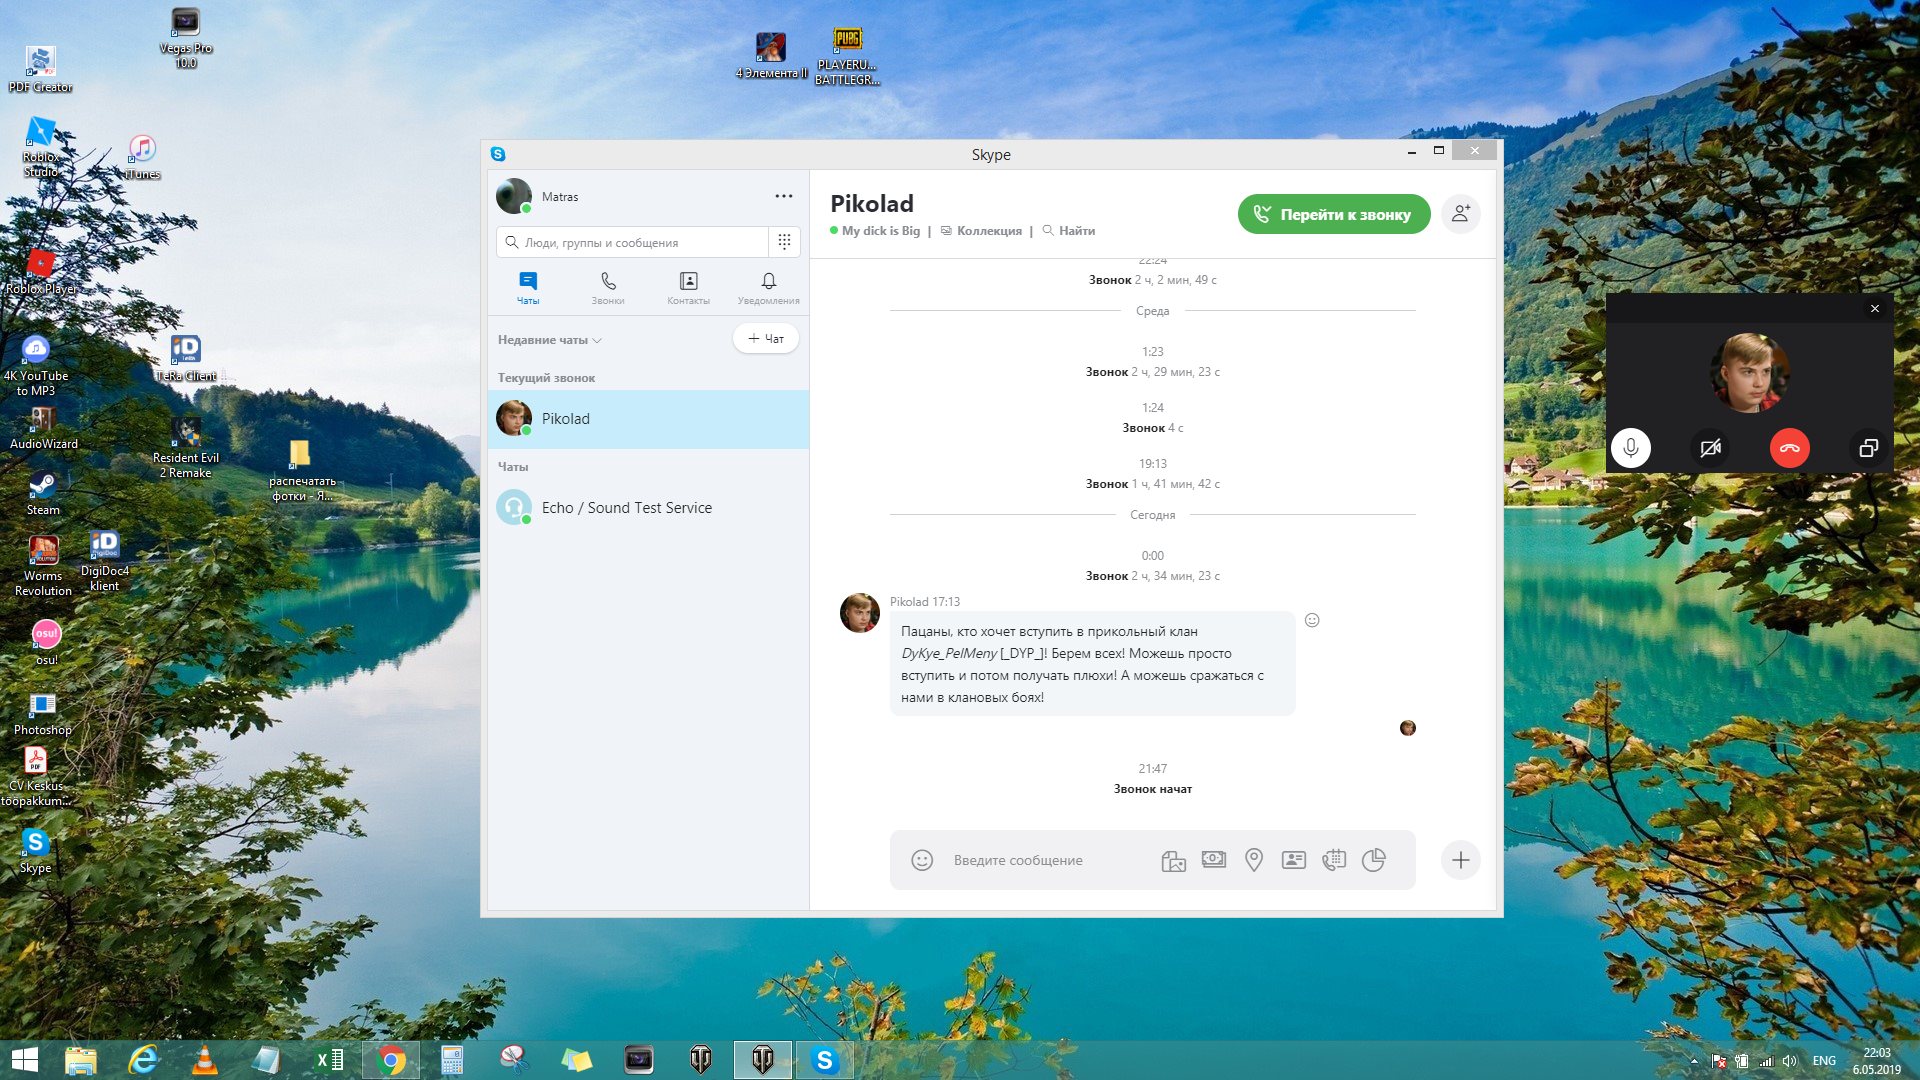 Vegas Pro
10.0
PDF Creator
4 Элемента II
PUBG
PLAYERU...
BATTLEGR...
Roblox
Studio
iTunes
Roblox Player
4K YouTube
to MP3
TeRa Client
AudioWizard
Resident Evil
2 Remake
распечатать
фотки - Я...
Steam
Worms
Revolution
DigiDoc4
klient
osu!
osu!
Photoshop
CV Keskus
tööpakkum...
Skype
Skype
Matras
Люди, группы и сообщения
Чаты
Звонки
Контакты
Уведомления
Недавние чаты
Чат
Текущий звонок
Pikolad
Чаты
Echo / Sound Test Service
Pikolad
My dick is Big | Коллекция | Найти
Перейти к звонку
22:24
Звонок 2 ч, 2 мин, 49 с
Среда
1:23
Звонок 2 ч, 29 мин, 23 с
1:24
Звонок 4 с
19:13
Звонок 1 ч, 41 мин, 42 с
Сегодня
0:00
Звонок 2 ч, 34 мин, 23 с
Pikolad 17:13
Пацаны, кто хочет вступить в прикольный клан
DyKye_PelMeny [_DYP_]! Берем всех! Можешь просто
вступить и потом получать плюхи! А можешь сражаться с
нами в клановых боях!
21:47
Звонок начат
Введите сообщение
ENG
22:03
6.05.2019